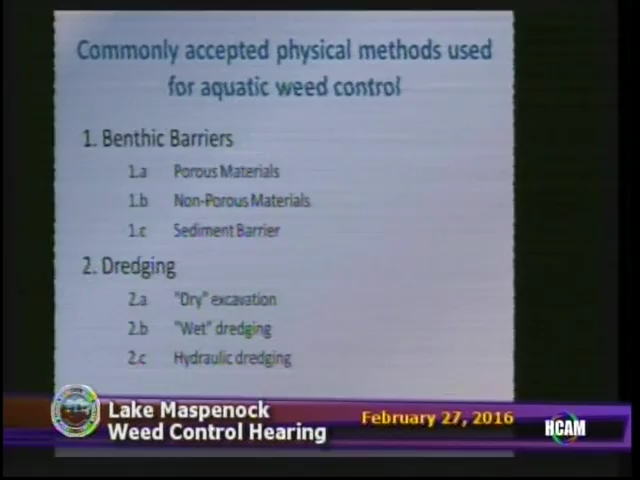 Commonly accepted physical methods used
for aquatic weed control
1. Benthic Barriers
1.a Porous Materials
1.b Non-Porous Materials
1.c Sediment Barrier
2. Dredging
2.a "Dry" excavation
2.b "Wet" dredging
2.c Hydraulic dredging
Lake Maspenock
Weed Control Hearing
February 27, 2016
HCAM